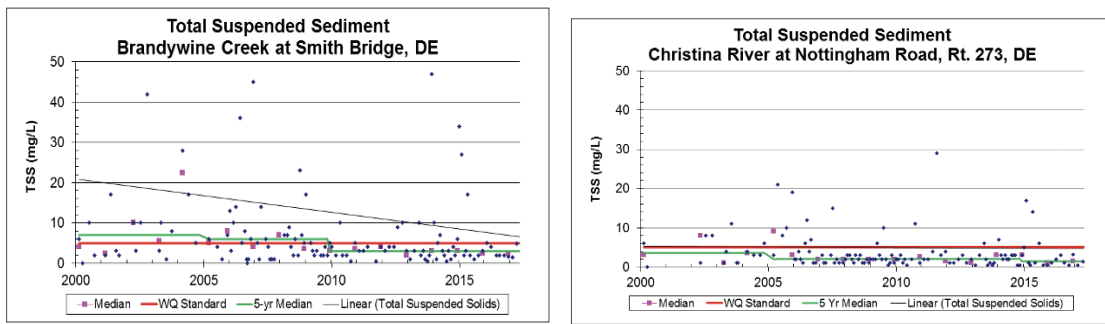 Total Suspended Sediment
Brandywine Creek at Smith Bridge, DE
TSS (mg/L)
50
40
30
20
10
0
2000 2005 2010 2015
Median WQ Standard 5-yr Median Linear (Total Suspended Solids)
Total Suspended Sediment
Christina River at Nottingham Road, Rt. 273, DE
TSS (mg/L)
50
40
30
20
10
0
2000 2005 2010 2015
Median WQ Standard 5 Yr Median Linear (Total Suspended Solids)